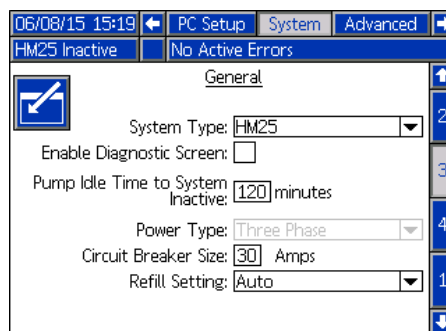 06/08/15 15:19 PC Setup System Advanced
HM25 Inactive No Active Errors
General
System Type: HM25
Enable Diagnostic Screen:
Pump Idle Time to System Inactive: 120 minutes
Power Type: Three Phase
Circuit Breaker Size: 30 Amps
Refill Setting: Auto
2
3
4
1